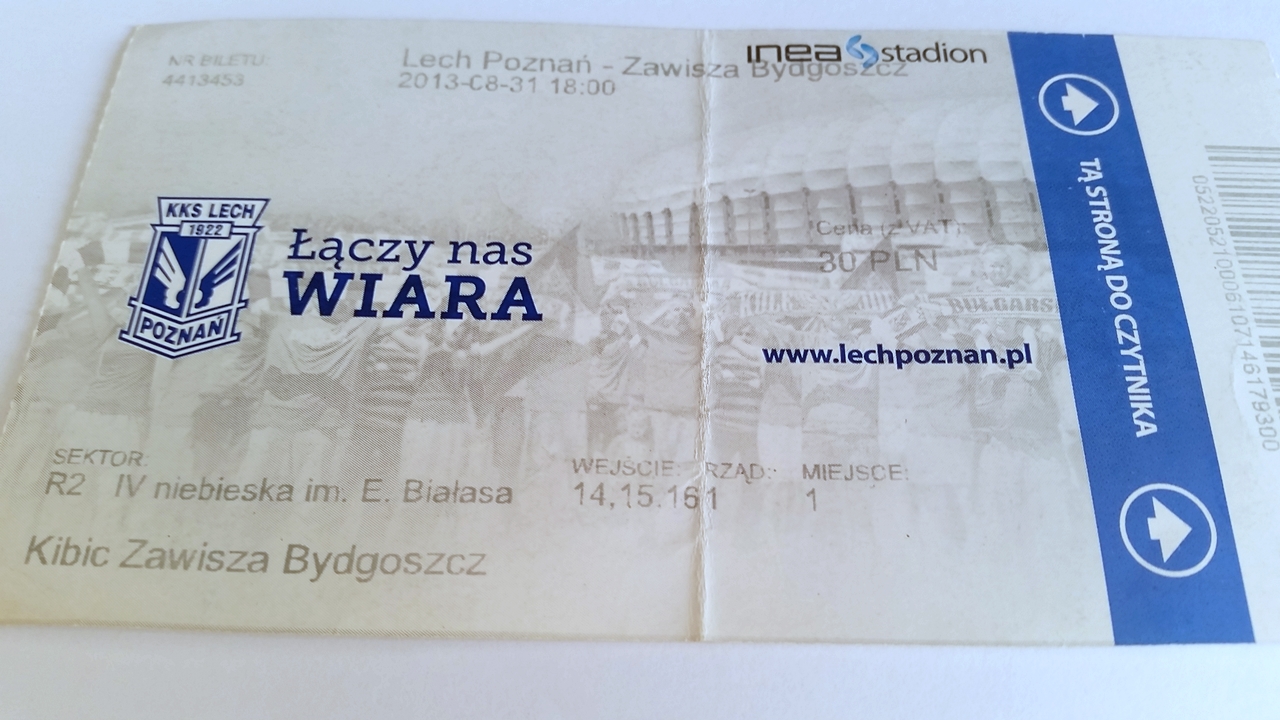 NR BILETU:
4413453
Lech Poznań - Zawisza Bydgoszcz
2013-08-31 18:00
inea stadion
KKS LECH
1922
POZNAŃ
Łączy nas
WIARA
Cena (z VAT):
30 PLN
BULGARS
www.lechpoznan.pl
SEKTOR:
R2 IV niebieska im. E. Białasa
WEJŚCIE:
14,15.16
RZĄD:
1
MIEJSCE:
1
Kibic Zawisza Bydgoszcz
TĄ STRONĄ DO CZYTNIKA